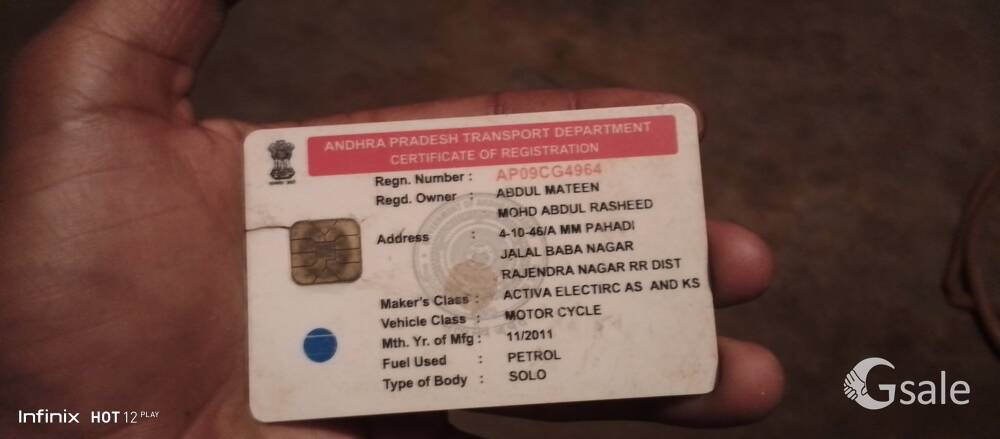 ANDHRA PRADESH TRANSPORT DEPARTMENT
CERTIFICATE OF REGISTRATION
Regn. Number : AP09CG4964
Regd. Owner : ABDUL MATEEN
MOHD ABDUL RASHEED
Address : 4-10-46/A MM PAHADI
JALAL BABA NAGAR
RAJENDRA NAGAR RR DIST
Maker's Class : ACTIVA ELECTIRC AS AND KS
Vehicle Class : MOTOR CYCLE
Mth. Yr. of Mfg : 11/2011
Fuel Used : PETROL
Type of Body : SOLO
Infinix HOT 12 PLAY
Gsale